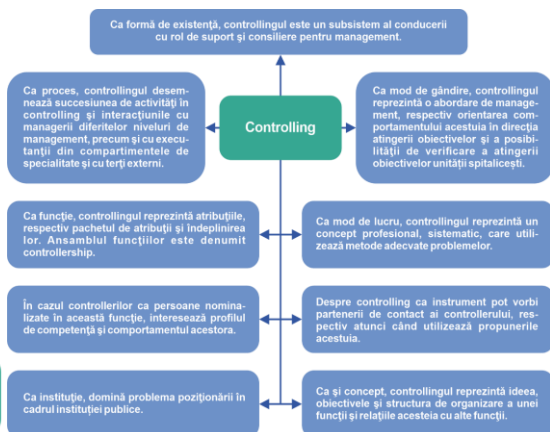 Ca formă de existență, controllingul este un subsistem al conducerii
cu rol de suport și consiliere pentru management.
Ca proces, controllingul desem-
nează succesiunea de activități în
controlling și interacțiunile cu
managerii diferitelor niveluri de
management, precum și cu execu-
tanții din compartimentele de
specialitate și cu terți externi.
Controlling
Ca mod de gândire, controllingul
reprezintă o abordare de manage-
ment, respectiv orientarea com-
portamentului acestuia în direcția
atingerii obiectivelor și a posibi-
lității de verificare a atingerii
obiectivelor unității spitalicești.
Ca funcție, controllingul reprezintă atribuțiile,
respectiv pachetul de atribuții și îndeplinirea
lor. Ansamblul funcțiilor este denumit
controllership.
Ca mod de lucru, controllingul reprezintă un
concept profesional, sistematic, care utili-
zează metode adecvate problemelor.
În cazul controllerilor ca persoane nomina-
lizate în această funcție, interesează profilul
de competență și comportamentul acestora.
Despre controlling ca instrument pot vorbi
partenerii de contact ai controllerului, res-
pectiv atunci când utilizează propunerile
acestuia.
Ca instituție, domină problema poziționării în
cadrul instituției publice.
Ca și concept, controllingul reprezintă ideea,
obiectivele și structura de organizare a unei
funcții și relațiile acesteia cu alte funcții.